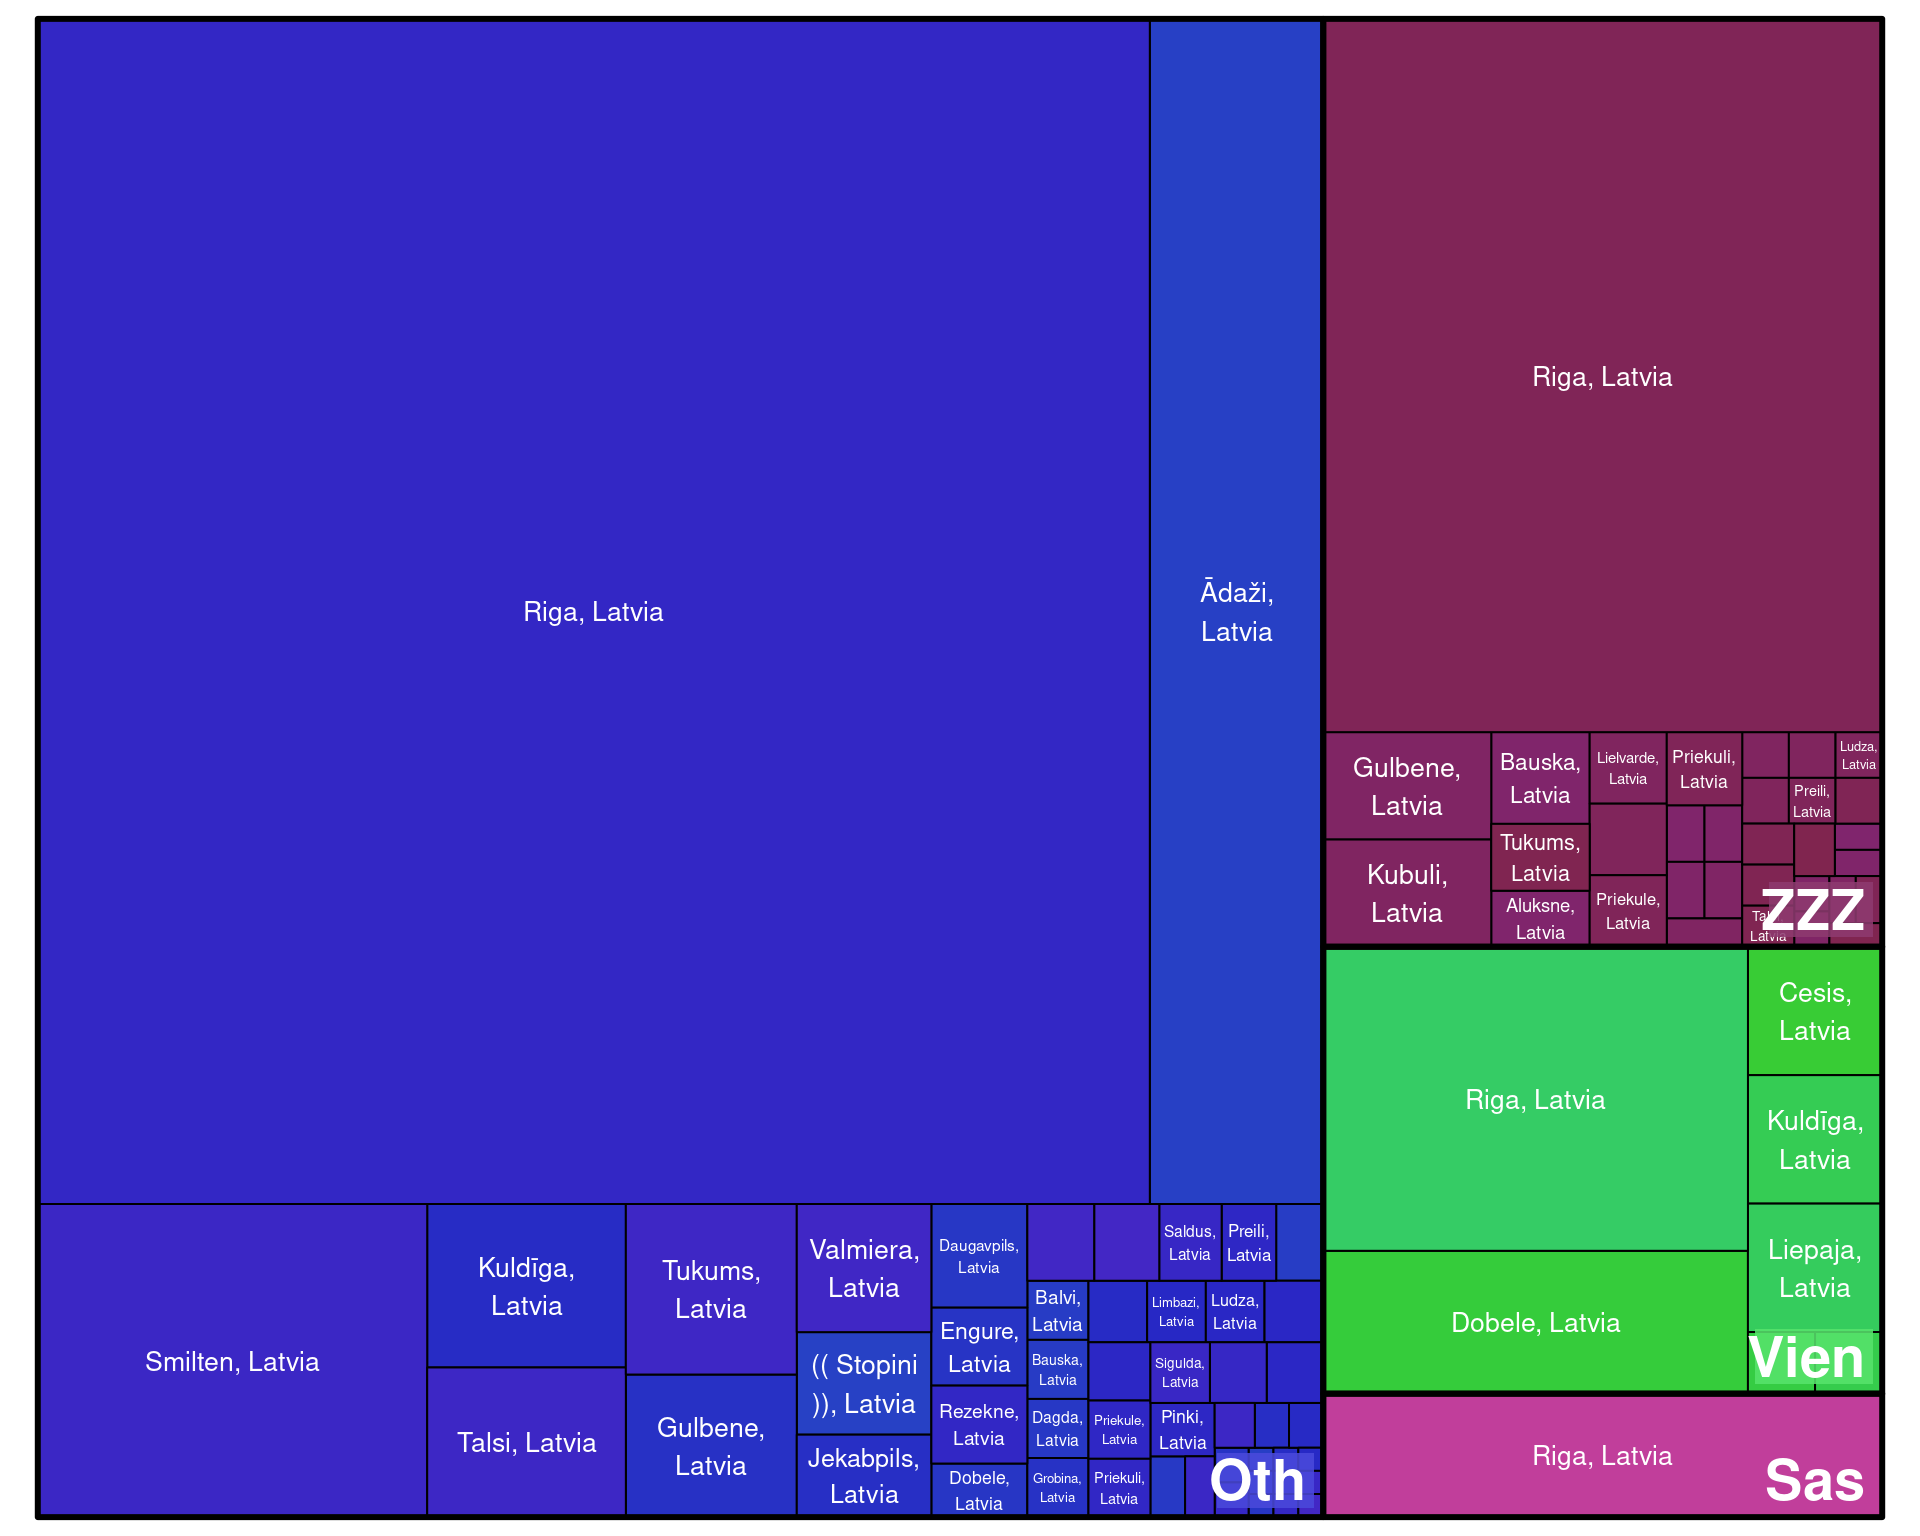 Riga, Latvia
Ādaži,
Latvia
Smilten, Latvia
Kuldīga,
Latvia
Talsi, Latvia
Tukums,
Latvia
Gulbene,
Latvia
Valmiera,
Latvia
(( Stopini
)), Latvia
Jekabpils,
Latvia
Daugavpils,
Latvia
Engure,
Latvia
Rezekne,
Latvia
Dobele,
Latvia
Saldus,
Latvia
Preili,
Latvia
Balvi,
Latvia
Limbazi,
Latvia
Ludza,
Latvia
Bauska,
Latvia
Sigulda,
Latvia
Dagda,
Latvia
Priekule,
Latvia
Pinki,
Latvia
Grobina,
Latvia
Priekuli,
Latvia
Oth
Riga, Latvia
Gulbene,
Latvia
Kubuli,
Latvia
Bauska,
Latvia
Tukums,
Latvia
Aluksne,
Latvia
Lielvarde,
Latvia
Priekule,
Latvia
Priekuli,
Latvia
Ludza,
Latvia
Preili,
Latvia
Latvia
ZZZ
Riga, Latvia
Dobele, Latvia
Cesis,
Latvia
Kuldīga,
Latvia
Liepaja,
Latvia
Vien
Riga, Latvia
Sas